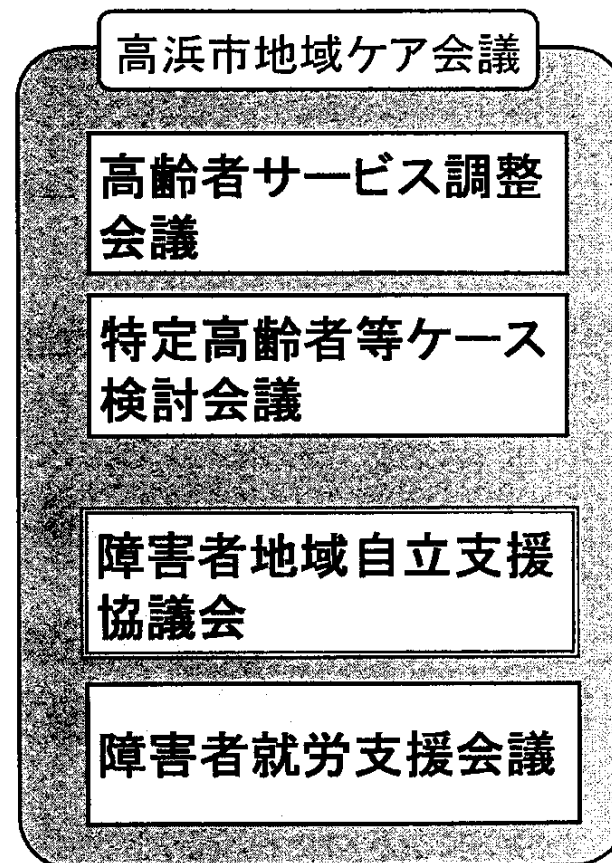 高浜市地域ケア会議
高齢者サービス調整
会議
特定高齢者等ケース
検討会議
障害者地域自立支援
協議会
障害者就労支援会議